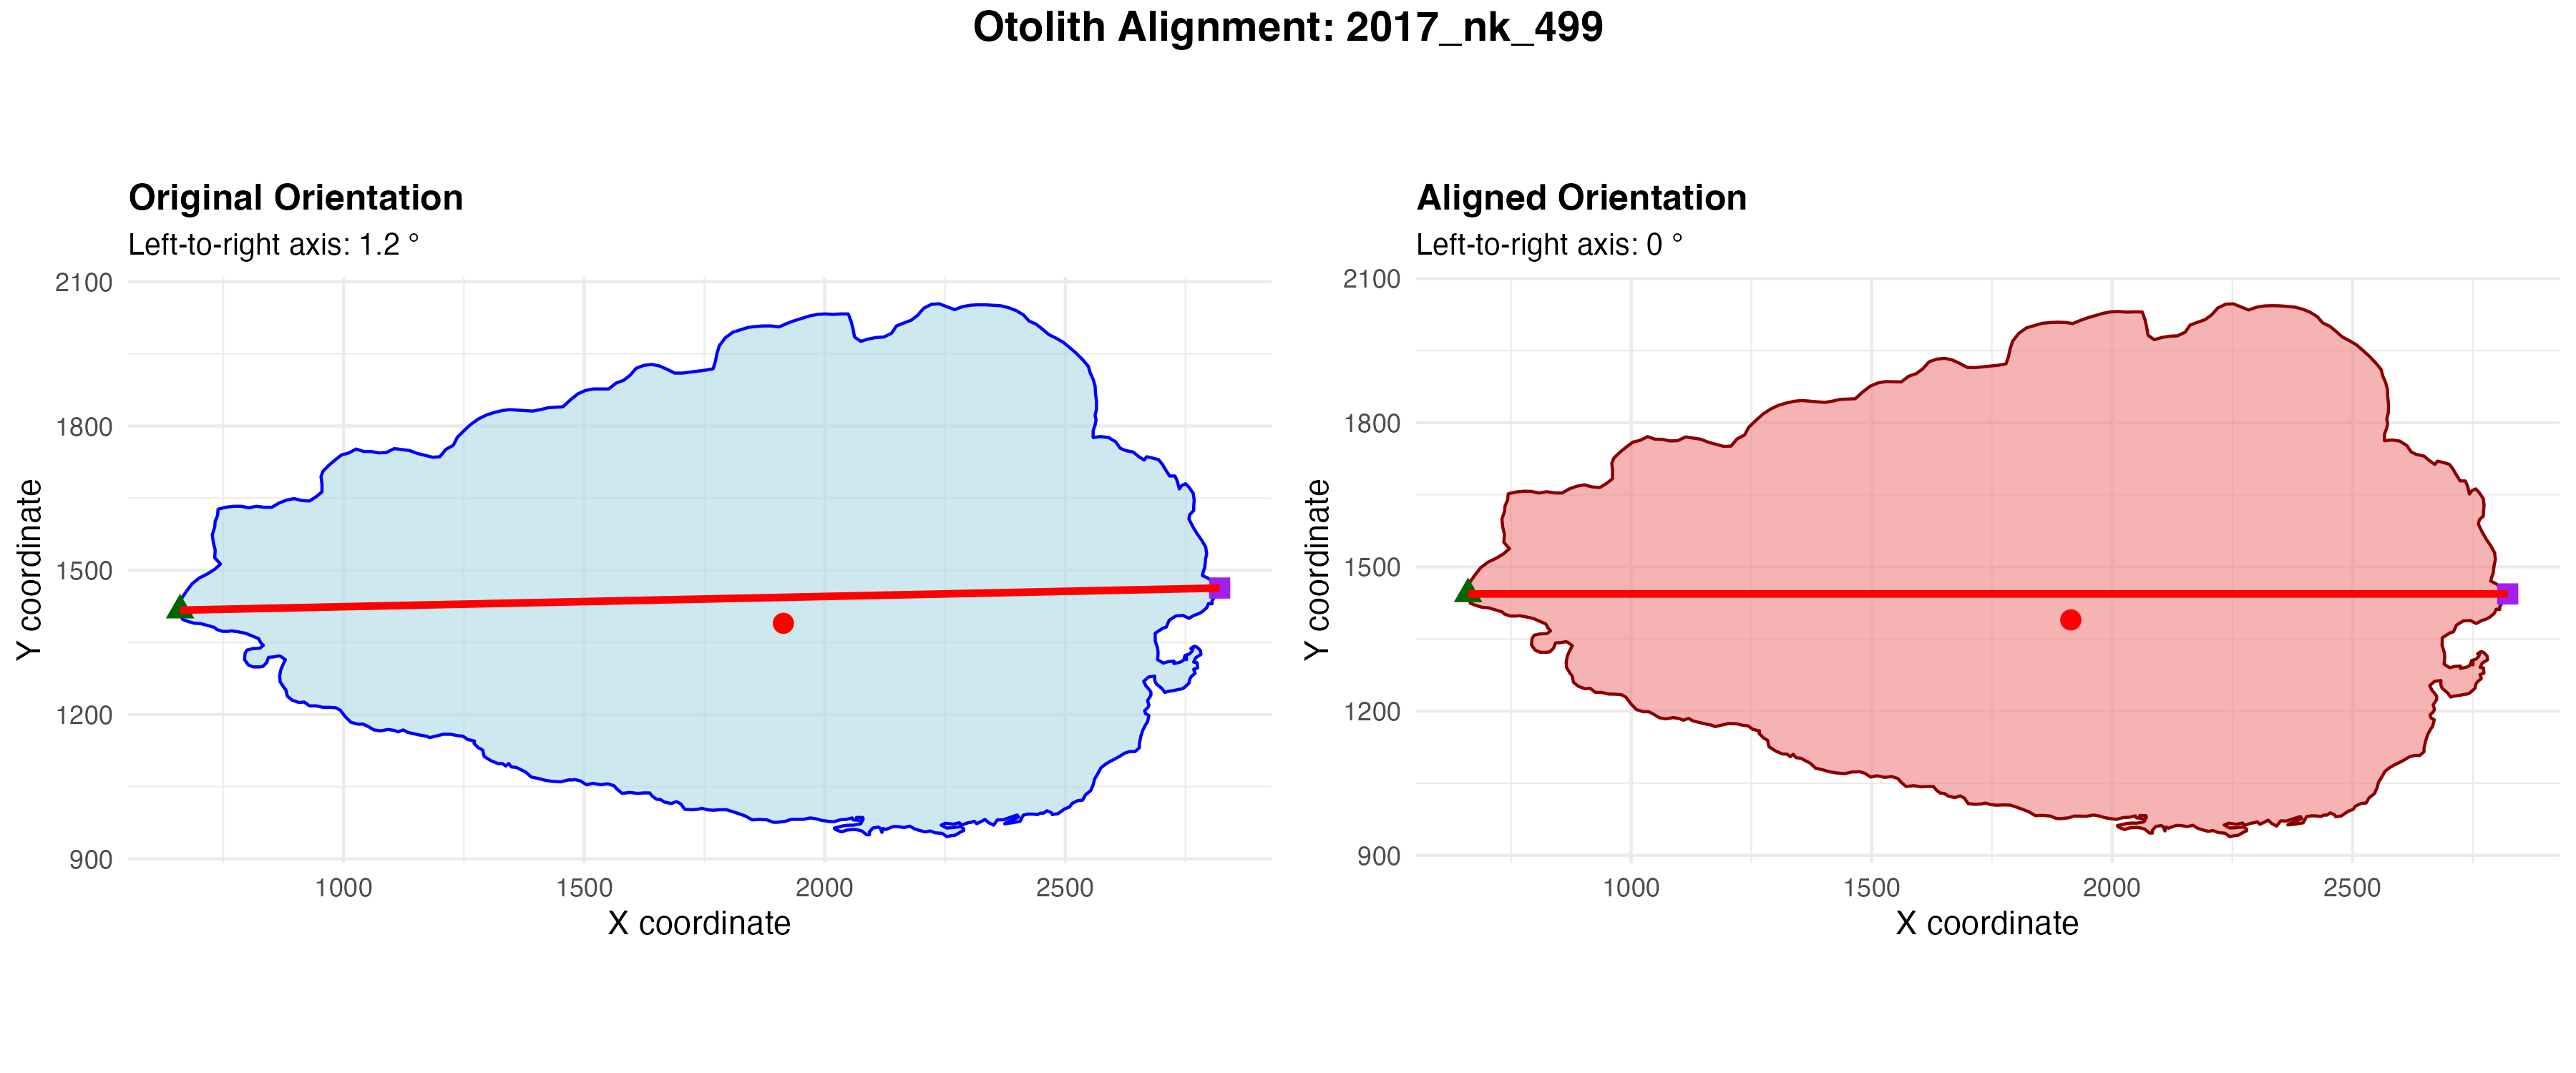 Otolith Alignment: 2017_nk_499
Original Orientation
Left-to-right axis: 1.2 °
2100
1800
1500
1200
900
Y coordinate
1000
1500
2000
2500
X coordinate
Aligned Orientation
Left-to-right axis: 0 °
2100
1800
1500
1200
900
Y coordinate
1000
1500
2000
2500
X coordinate